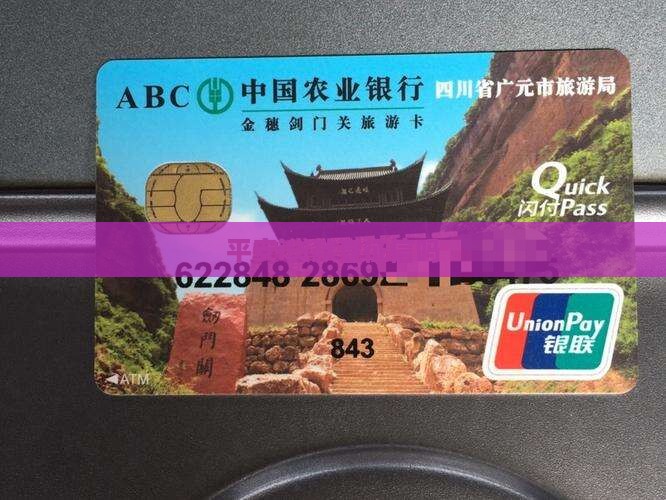 ABC 中国农业银行 四川省广元市旅游局
金穗剑门关旅游卡
Quick
闪付Pass
622848 2869
劍門關
UnionPay
银联
843
ATM